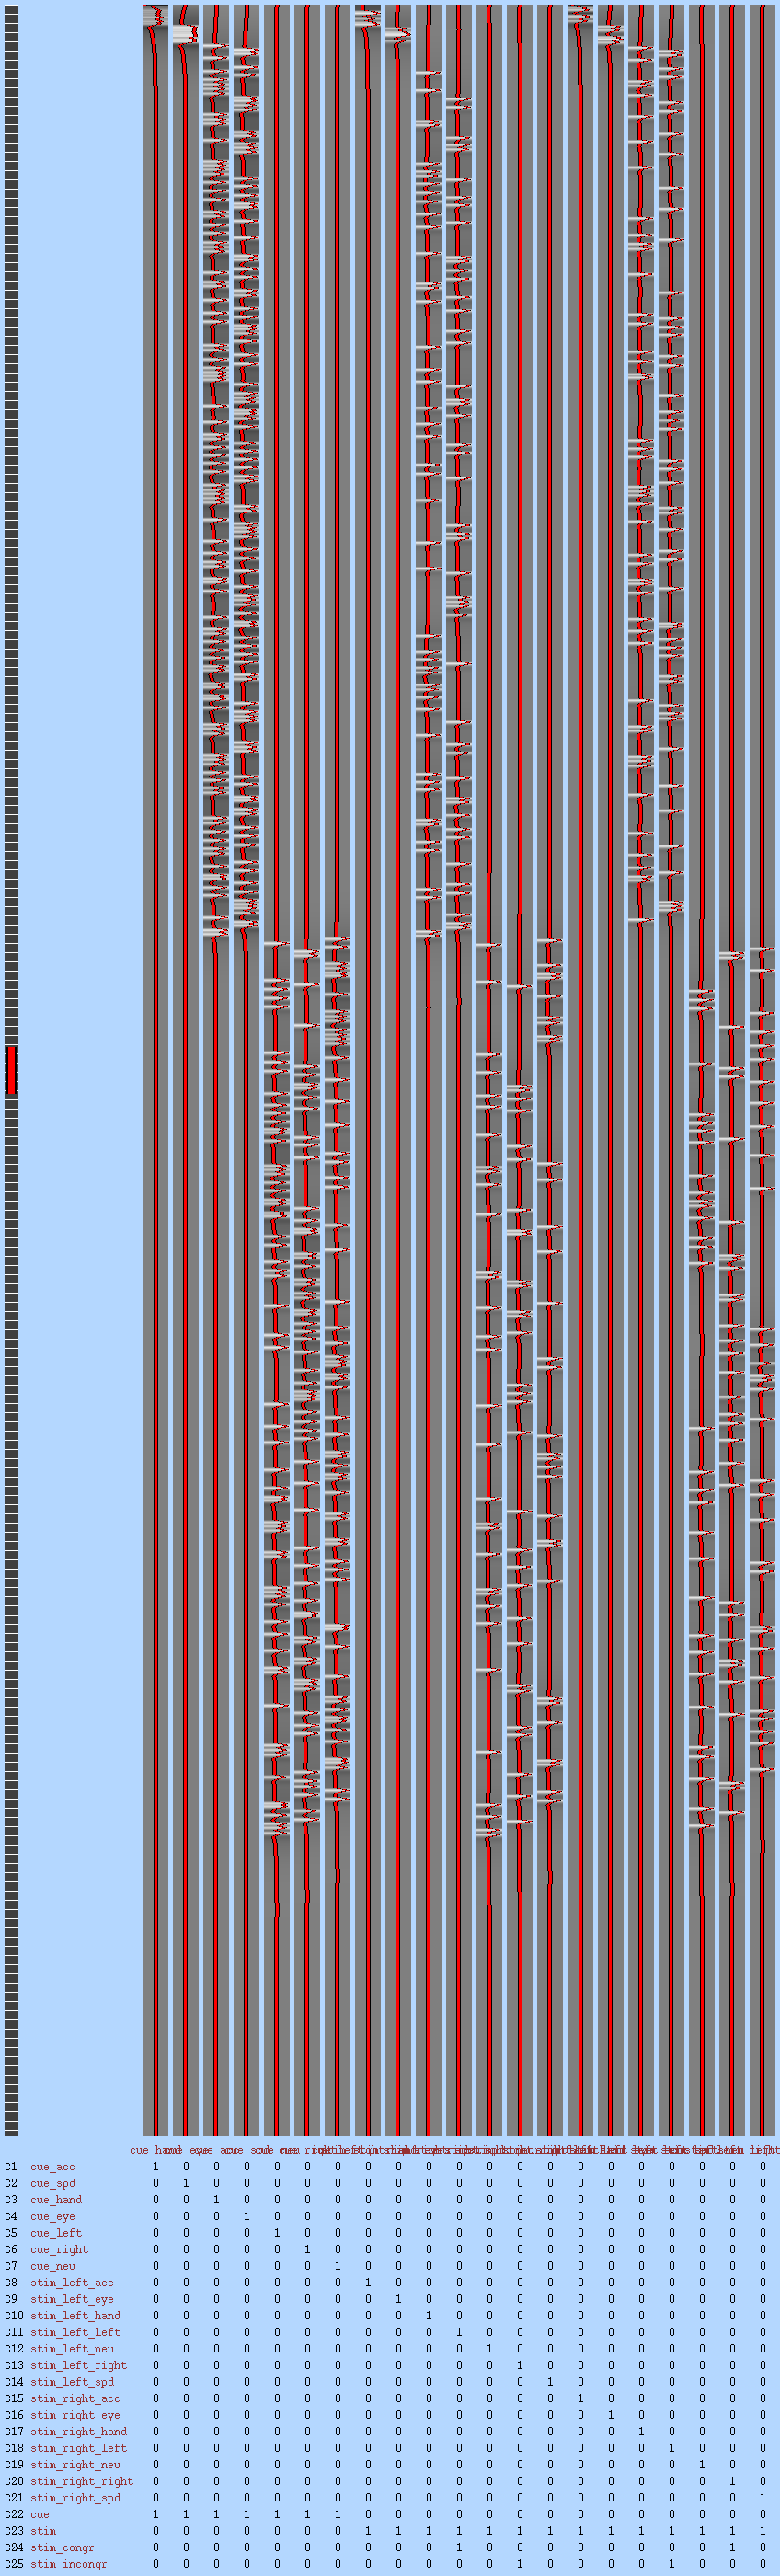 cue_hand
C1 cue_acc 1 0 0 0 0 0 0 0 0 0 0 0 0 0 0 0 0 0 0 0 0
C2 cue_spd 0 1 0 0 0 0 0 0 0 0 0 0 0 0 0 0 0 0 0 0 0
C3 cue_hand 0 0 1 0 0 0 0 0 0 0 0 0 0 0 0 0 0 0 0 0 0
C4 cue_eye 0 0 0 1 0 0 0 0 0 0 0 0 0 0 0 0 0 0 0 0 0
C5 cue_left 0 0 0 0 1 0 0 0 0 0 0 0 0 0 0 0 0 0 0 0 0
C6 cue_right 0 0 0 0 0 1 0 0 0 0 0 0 0 0 0 0 0 0 0 0 0
C7 cue_neu 0 0 0 0 0 0 1 0 0 0 0 0 0 0 0 0 0 0 0 0 0
C8 stim_left_acc 0 0 0 0 0 0 0 1 0 0 0 0 0 0 0 0 0 0 0 0 0
C9 stim_left_eye 0 0 0 0 0 0 0 0 1 0 0 0 0 0 0 0 0 0 0 0 0
C10 stim_left_hand 0 0 0 0 0 0 0 0 0 1 0 0 0 0 0 0 0 0 0 0 0
C11 stim_left_left 0 0 0 0 0 0 0 0 0 0 1 0 0 0 0 0 0 0 0 0 0
C12 stim_left_neu 0 0 0 0 0 0 0 0 0 0 0 1 0 0 0 0 0 0 0 0 0
C13 stim_left_right 0 0 0 0 0 0 0 0 0 0 0 0 1 0 0 0 0 0 0 0 0
C14 stim_left_spd 0 0 0 0 0 0 0 0 0 0 0 0 0 1 0 0 0 0 0 0 0
C15 stim_right_acc 0 0 0 0 0 0 0 0 0 0 0 0 0 0 1 0 0 0 0 0 0
C16 stim_right_eye 0 0 0 0 0 0 0 0 0 0 0 0 0 0 0 1 0 0 0 0 0
C17 stim_right_hand 0 0 0 0 0 0 0 0 0 0 0 0 0 0 0 0 1 0 0 0 0
C18 stim_right_left 0 0 0 0 0 0 0 0 0 0 0 0 0 0 0 0 0 1 0 0 0
C19 stim_right_neu 0 0 0 0 0 0 0 0 0 0 0 0 0 0 0 0 0 0 1 0 0
C20 stim_right_right 0 0 0 0 0 0 0 0 0 0 0 0 0 0 0 0 0 0 0 1 0
C21 stim_right_spd 0 0 0 0 0 0 0 0 0 0 0 0 0 0 0 0 0 0 0 0 1
C22 cue 1 1 1 1 1 1 1 0 0 0 0 0 0 0 0 0 0 0 0 0 0
C23 stim 0 0 0 0 0 0 0 1 1 1 1 1 1 1 1 1 1 1 1 1 1
C24 stim_congr 0 0 0 0 0 0 0 0 0 0 1 0 0 0 0 0 0 0 0 1 0
C25 stim_incongr 0 0 0 0 0 0 0 0 0 0 0 0 1 0 0 0 0 1 0 0 0